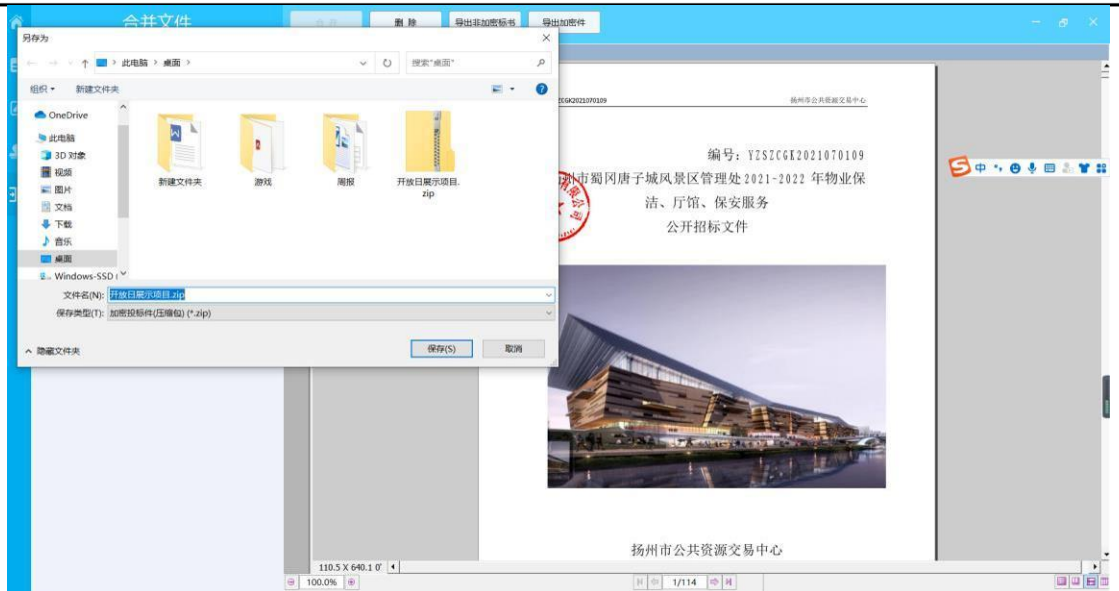 合并文件
合并
删 除
导出非加密标书
导出加密件
另存为
此电脑 > 桌面 >
搜索"桌面"
组织
新建文件夹
OneDrive
此电脑
3D 对象
视频
图片
文档
下载
音乐
桌面
Windows-SSD (
新建文件夹
游戏
周报
开放日展示项目.
zip
文件名(N): 开放日展示项目.zip
保存类型(T): 加密投标件(压缩包) (*.zip)
隐藏文件夹
保存(S)
取消
ZCGK2021070109
扬州市公共资源交易中心
编号: YZSZCGK2021070109
州市蜀冈唐子城风景区管理处 2021-2022 年物业保
洁、厅馆、保安服务
公开招标文件
限公司
扬州市公共资源交易中心
中
110.5 X 640.1 0'
100.0%
1/114